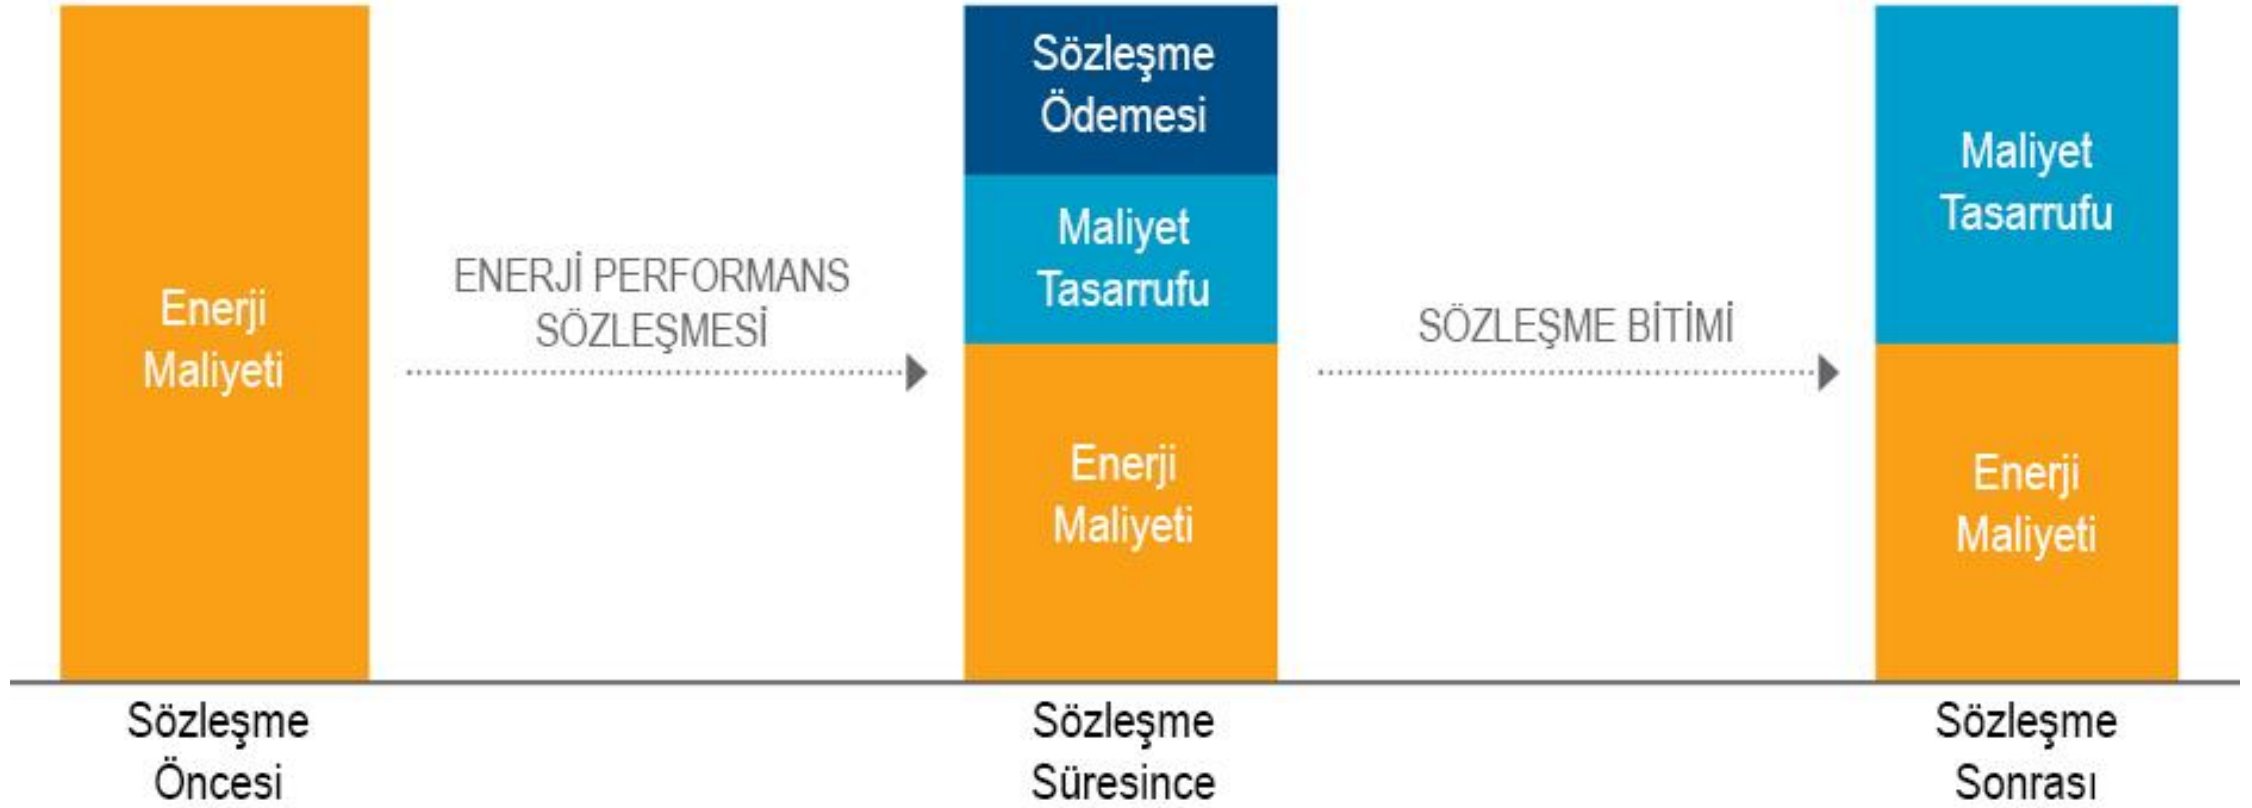 Enerji
Maliyeti
Sözleşme
Öncesi
ENERJİ PERFORMANS
SÖZLEŞMESİ
Sözleşme
Ödemesi
Maliyet
Tasarrufu
Enerji
Maliyeti
Sözleşme
Süresince
SÖZLEŞME BİTİMİ
Maliyet
Tasarrufu
Enerji
Maliyeti
Sözleşme
Sonrası